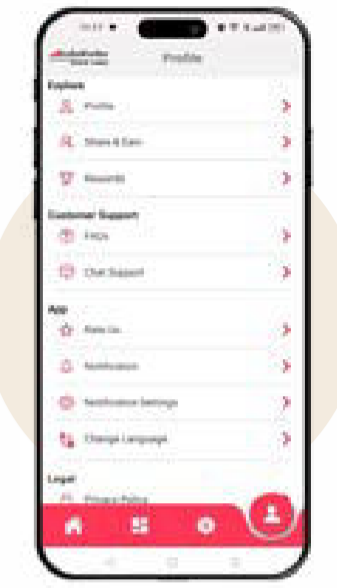 Profile
Explore
Profile
Share & Earn
Rewards
Customer Support
FAQs
Chat Support
App
Rate Us
Notification
Notification Settings
Change Language
Legal
Privacy Policy